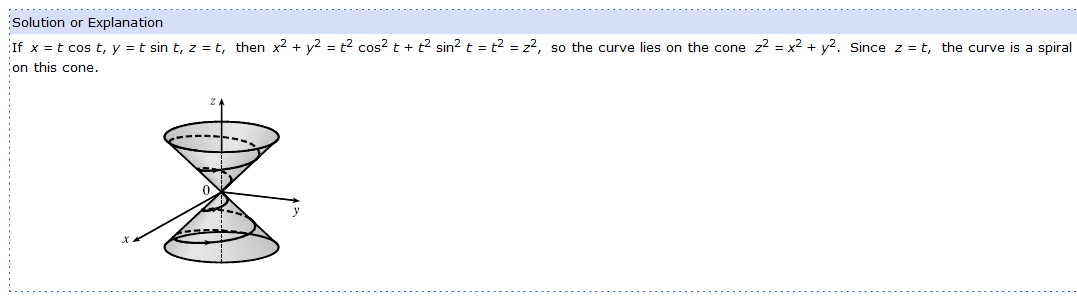 Solution or Explanation
If x = t cos t, y = t sin t, z = t, then x² + y² = t² cos² t + t² sin² t = t² = z², so the curve lies on the cone z² = x² + y². Since z = t, the curve is a spiral
on this cone.
z
0
y
x